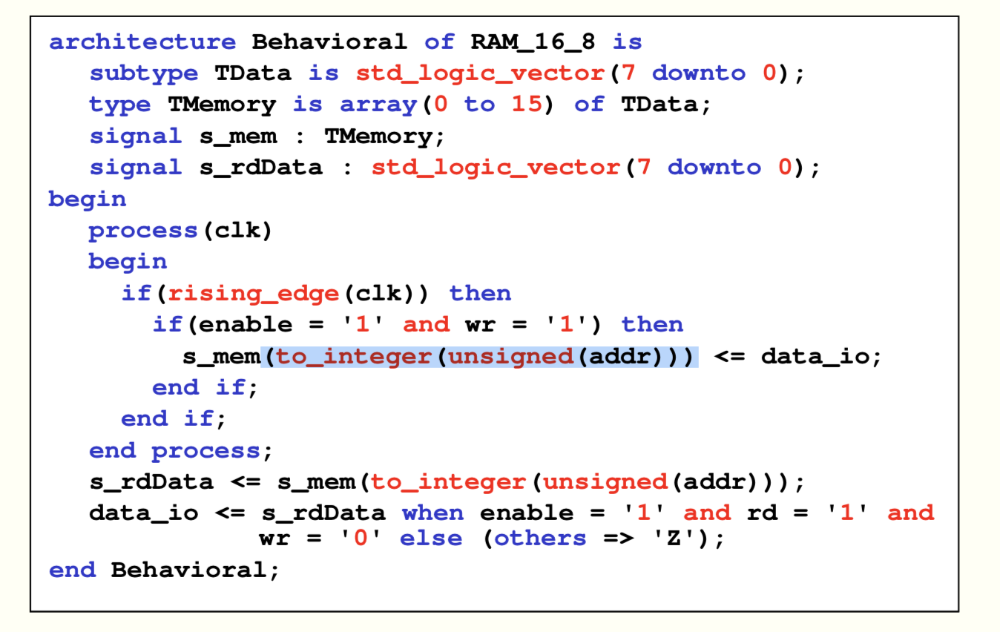 architecture Behavioral of RAM_16_8 is
subtype TData is std_logic_vector(7 downto 0);
type TMemory is array(0 to 15) of TData;
signal s_mem : TMemory;
signal s_rdData : std_logic_vector(7 downto 0);
begin
process(clk)
begin
if(rising_edge(clk)) then
if(enable = '1' and wr = '1') then
s_mem(to_integer(unsigned(addr))) <= data_io;
end if;
end if;
end process;
s_rdData <= s_mem(to_integer(unsigned(addr)));
data_io <= s_rdData when enable = '1' and rd = '1' and
wr = '0' else (others => 'Z');
end Behavioral;